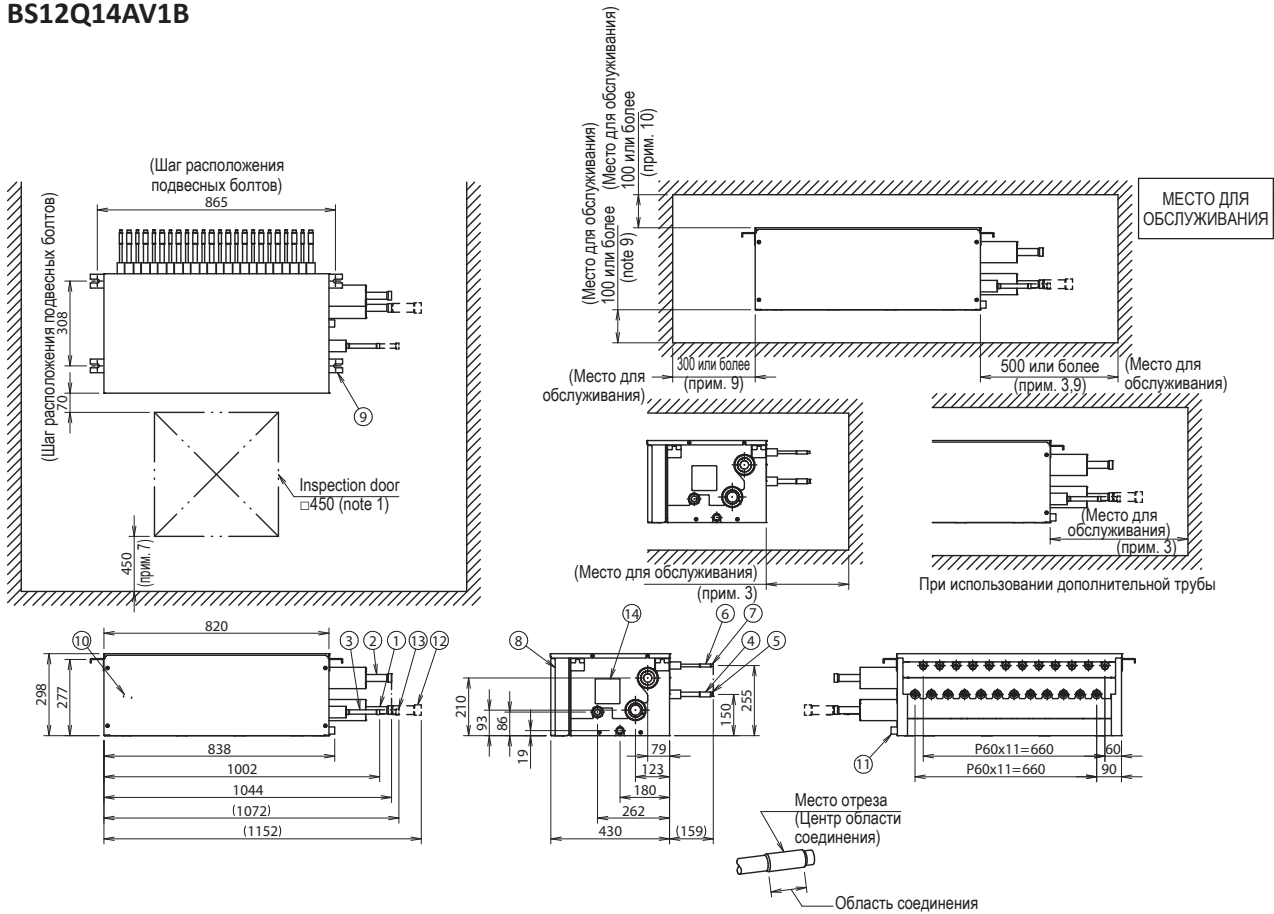 BS12Q14AV1B
(Шаг расположения
подвесных болтов)
865
(Шаг расположения подвесных болтов)
308
70
⑨
Inspection door
□450 (note 1)
450
(прим. 7)
(Место для обслуживания)
100 или более
(прим. 10)
(Место для обслуживания)
100 или более
(note 9)
МЕСТО ДЛЯ
ОБСЛУЖИВАНИЯ
(Место для
обслуживания)
300 или более
(прим. 9)
500 или более
(прим. 3,9)
(Место для
обслуживания)
(Место для обслуживания)
(прим. 3)
(Место для
обслуживания)
(прим. 3)
При использовании дополнительной трубы
820
⑩
③
②
①
⑬
⑫
298
277
838
1002
1044
(1072)
(1152)
⑧
⑭
⑥
⑦
④
⑤
210
93
86
19
150
255
79
123
180
262
430
(159)
⑪
P60x11=660
60
P60x11=660
90
Место отреза
(Центр области
соединения)
Область соединения